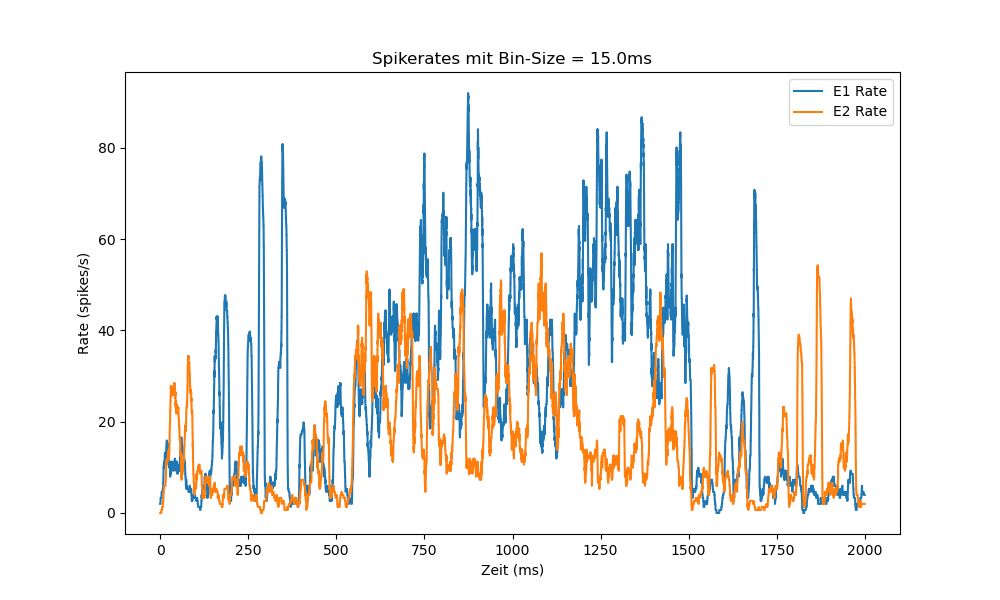 Spikerates mit Bin-Size = 15.0ms
E1 Rate
E2 Rate
Rate (spikes/s)
80
60
40
20
0
0 250 500 750 1000 1250 1500 1750 2000
Zeit (ms)